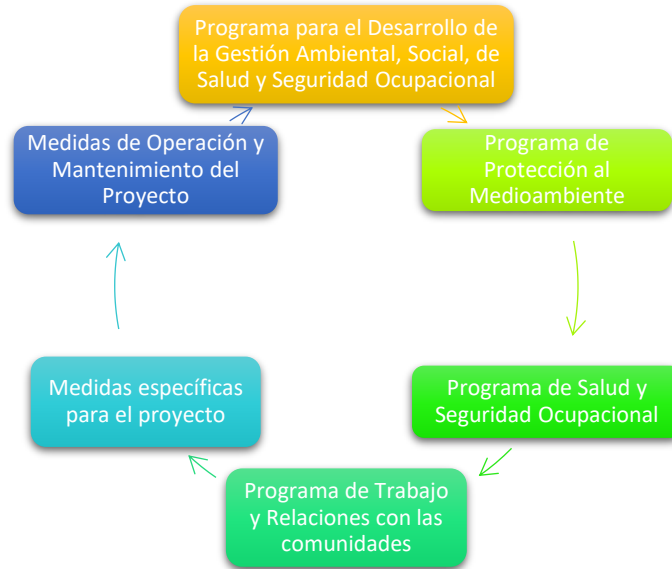 Programa para el Desarrollo de
la Gestión Ambiental, Social, de
Salud y Seguridad Ocupacional
Programa de
Protección al
Medioambiente
Programa de Salud y
Seguridad Ocupacional
Programa de Trabajo
y Relaciones con las
comunidades
Medidas específicas
para el proyecto
Medidas de Operación y
Mantenimiento del
Proyecto